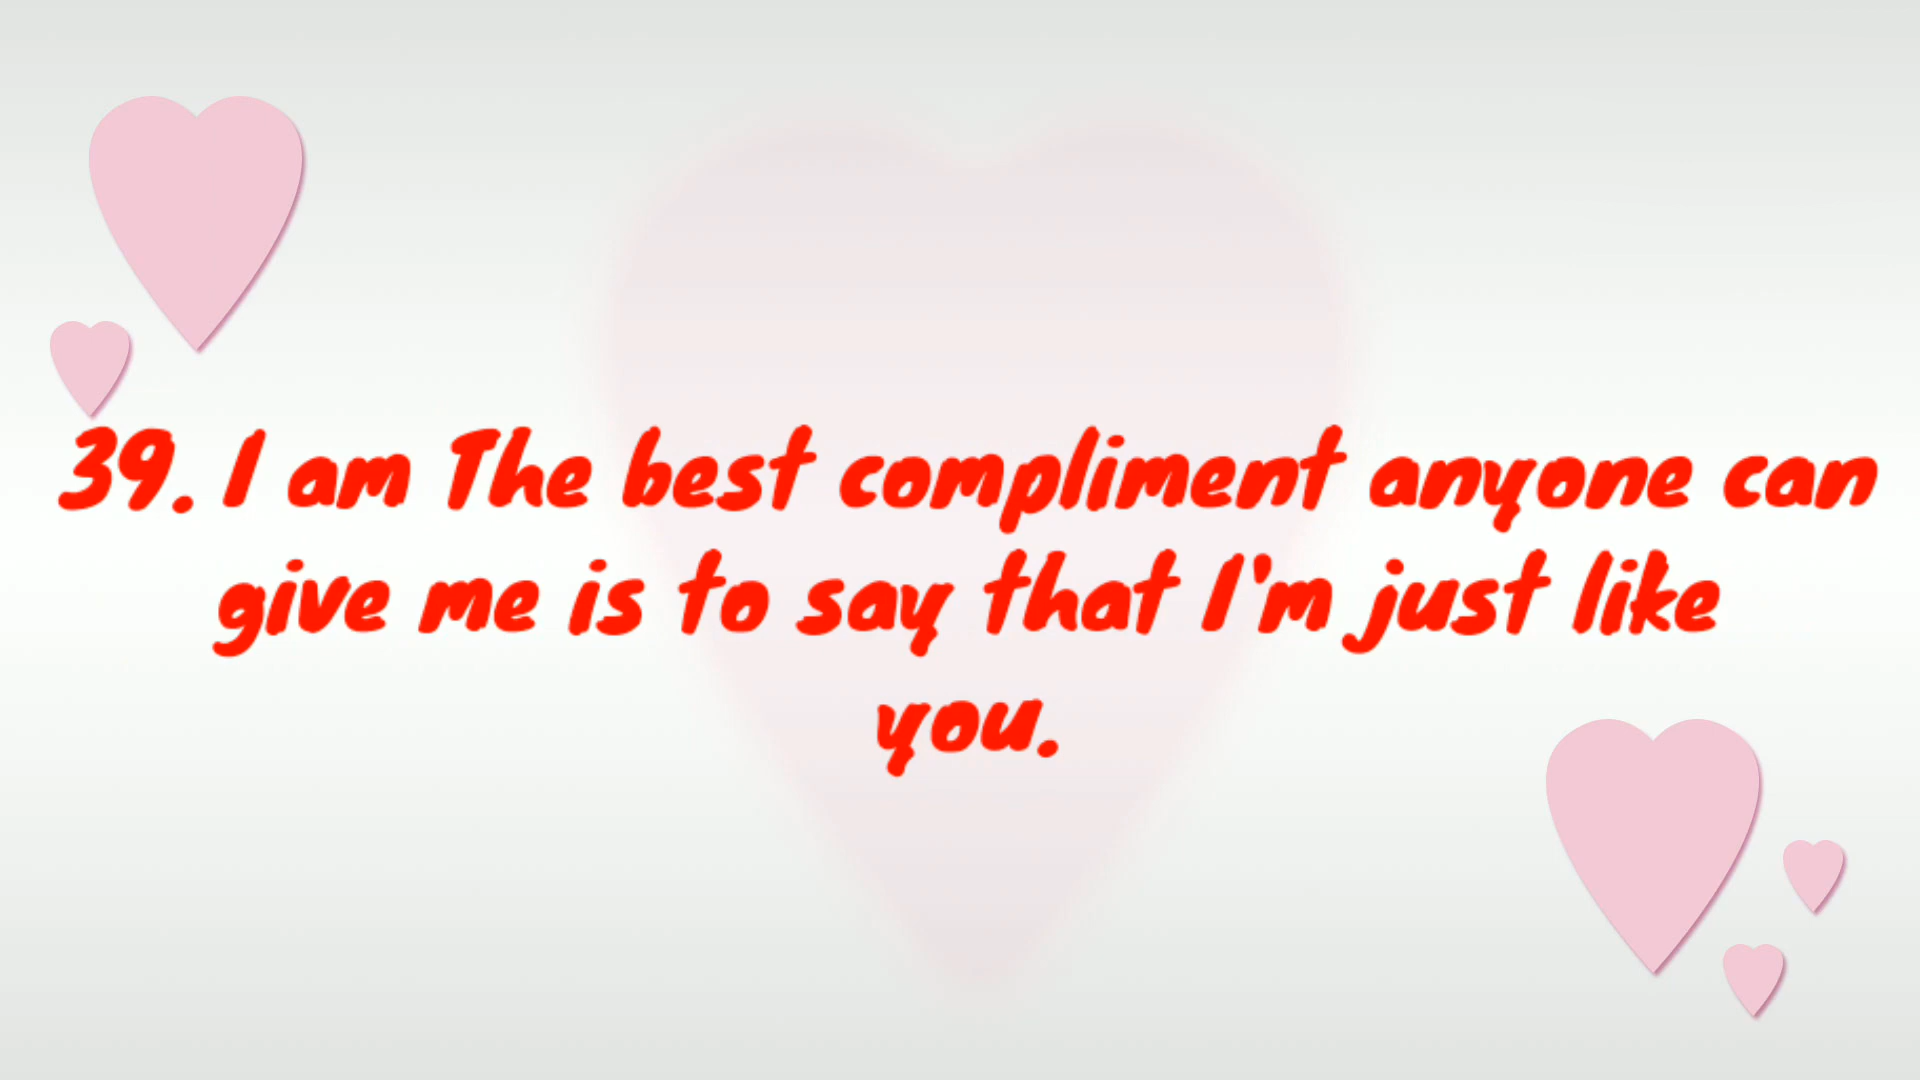 39. I am The best compliment anyone can
give me is to say that I'm just like
you.